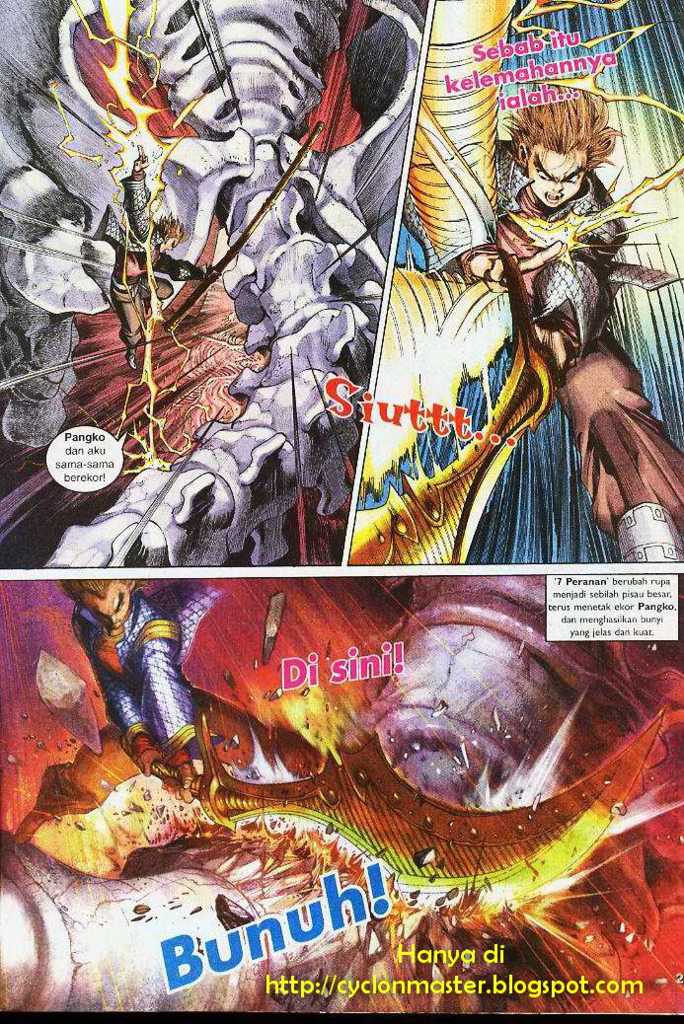 Pangko
dan aku
sama-sama
berekor!
Sebab itu
kelemahannya
ialah...
Siuttt...
'7 Peranan' berubah rupa
menjadi sebilah pisau besar,
terus menetak ekor Pangko,
dan menghasilkan bunyi
yang jelas dan kuat.
Di sini!
Bunuh!
Hanya di
http://cyclonmaster.blogspot.com
2